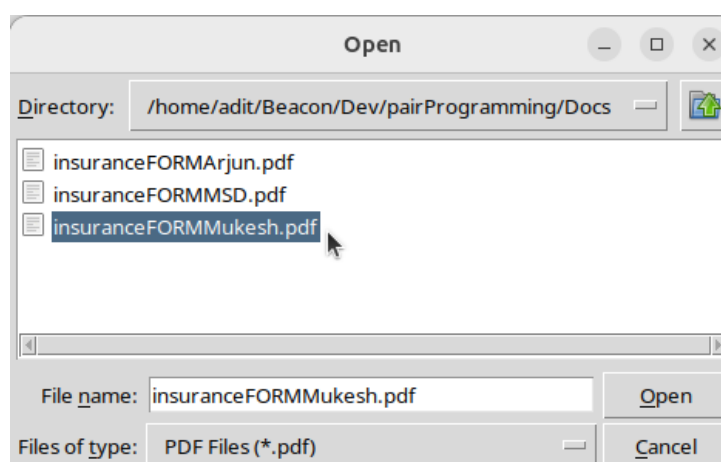 Open
Directory: /home/adit/Beacon/Dev/pairProgramming/Docs
insuranceFORMArjun.pdf
insuranceFORMMSD.pdf
insuranceFORMMukesh.pdf
File name: insuranceFORMMukesh.pdf Open
Files of type: PDF Files (*.pdf) Cancel